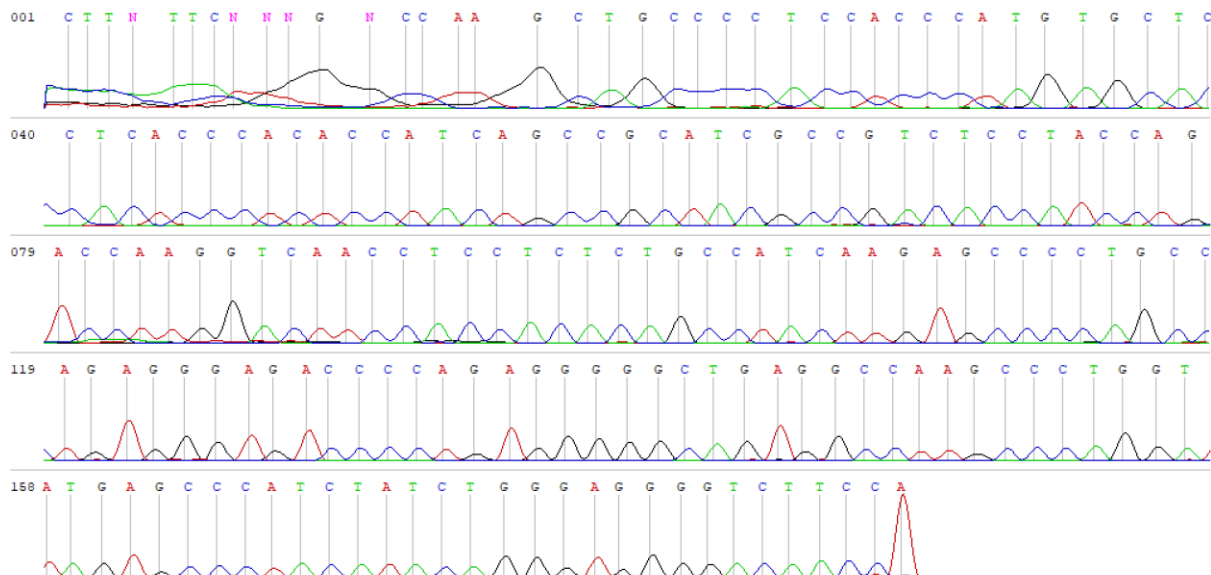 001 C T T N T T C N N N G N C C A A G C T G C C C C T C C A C C C A T G T G C T C
040 C T C A C C C A C A C C A T C A G C C G C A T C G C C G T C T C C T A C C A G
079 A C C A A G G T C A A C C T C C T C T C T G C C A T C A A G A G C C C C T G C C
119 A G A G G G A G A C C C C A G A G G G G G C T G A G G C C A A G C C C T G G T
158 A T G A G C C C A T C T A T C T G G G A G G G G T C T T C C A